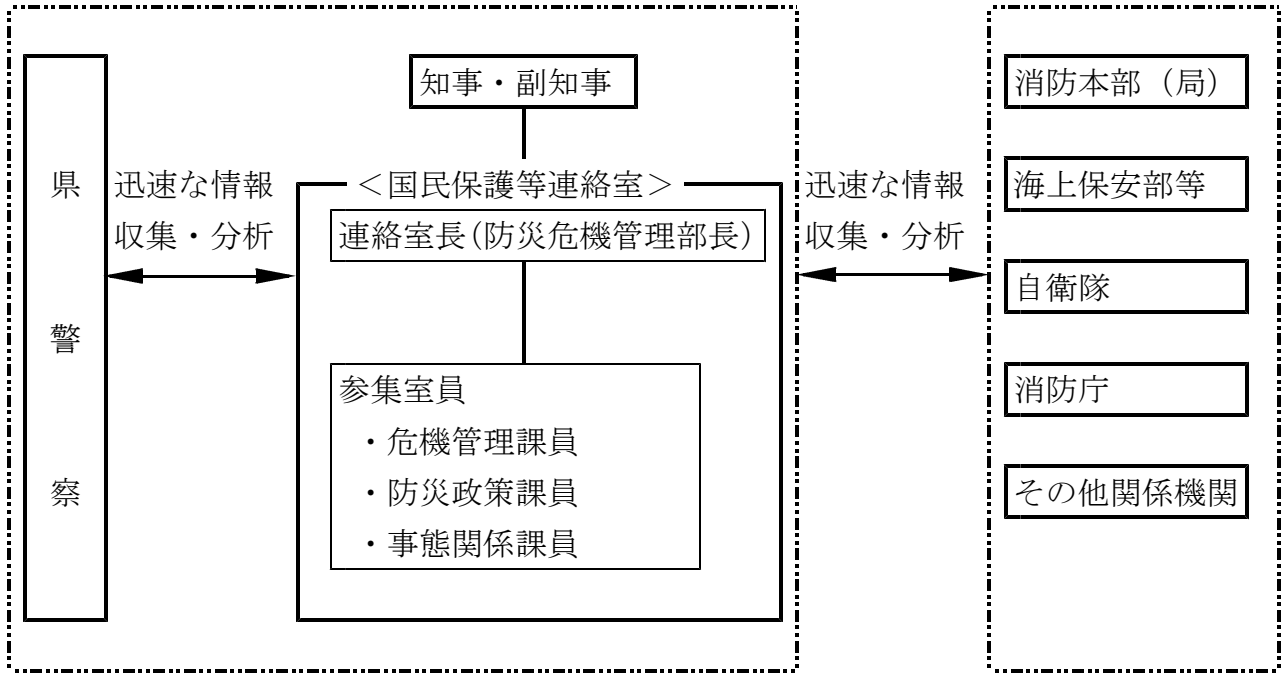 県警察
迅速な情報
収集・分析
知事・副知事
＜国民保護等連絡室＞
連絡室長(防災危機管理部長)
参集室員
・危機管理課員
・防災政策課員
・事態関係課員
迅速な情報
収集・分析
消防本部（局）
海上保安部等
自衛隊
消防庁
その他関係機関